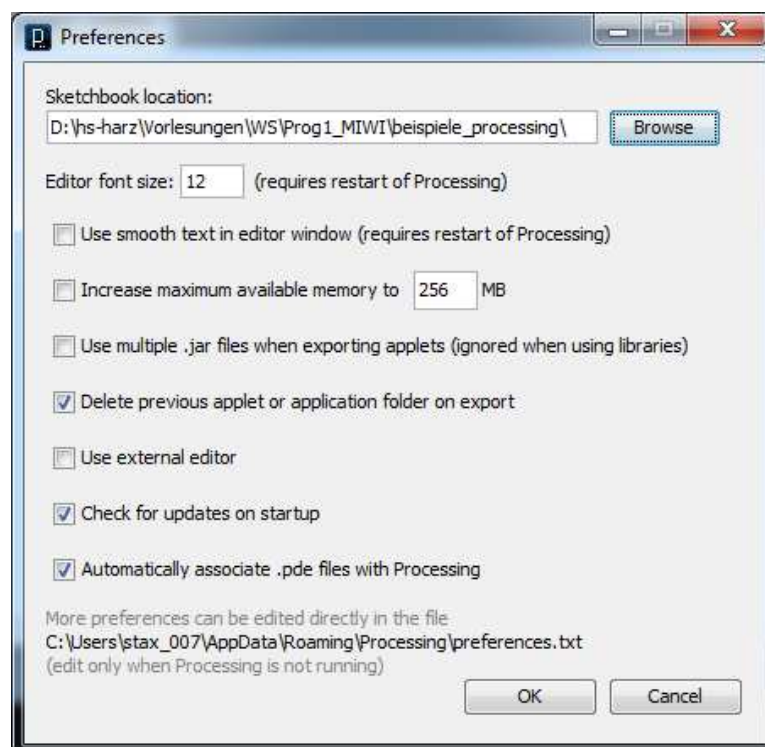 Preferences
Sketchbook location:
D:\hs-harz\Vorlesungen\WS\Prog1_MIWI\beispiele_processing\ Browse
Editor font size: 12 (requires restart of Processing)
Use smooth text in editor window (requires restart of Processing)
Increase maximum available memory to 256 MB
Use multiple .jar files when exporting applets (ignored when using libraries)
Delete previous applet or application folder on export
Use external editor
Check for updates on startup
Automatically associate .pde files with Processing
More preferences can be edited directly in the file
C:\Users\stax_007\AppData\Roaming\Processing\preferences.txt
(edit only when Processing is not running)
OK Cancel